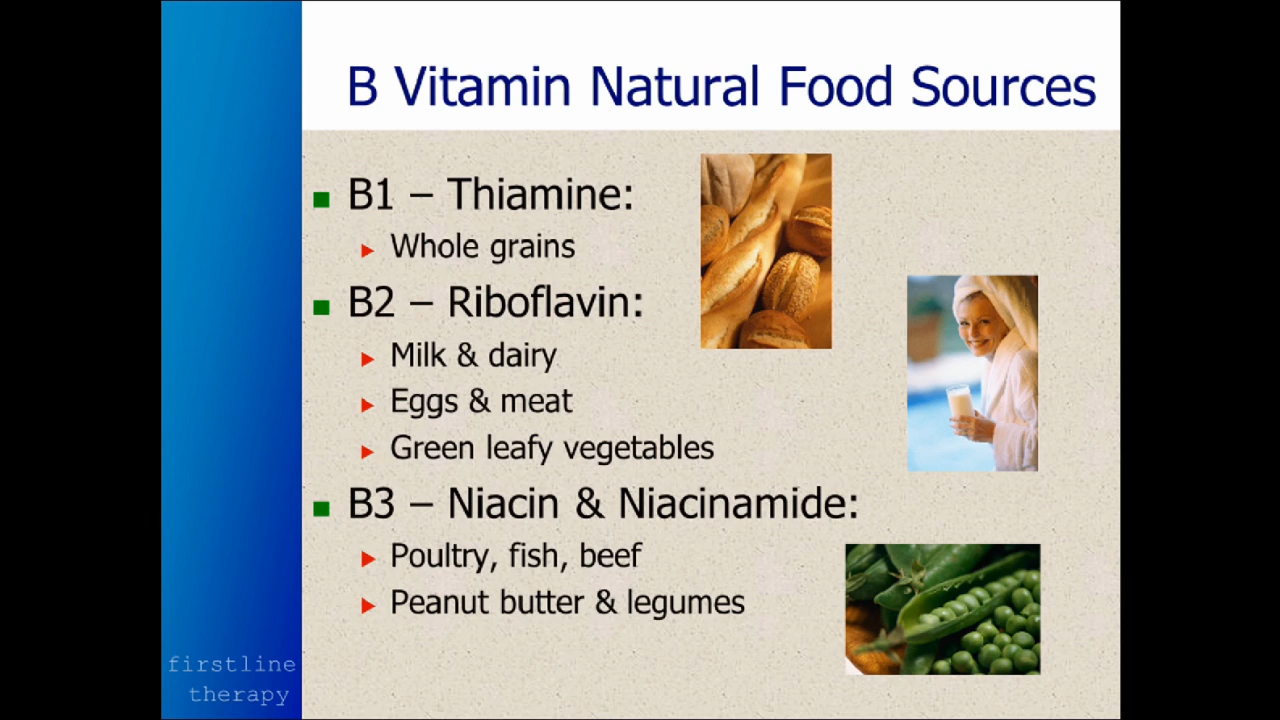 B Vitamin Natural Food Sources
B1 – Thiamine:
Whole grains
B2 – Riboflavin:
Milk & dairy
Eggs & meat
Green leafy vegetables
B3 – Niacin & Niacinamide:
Poultry, fish, beef
Peanut butter & legumes
firstline
therapy